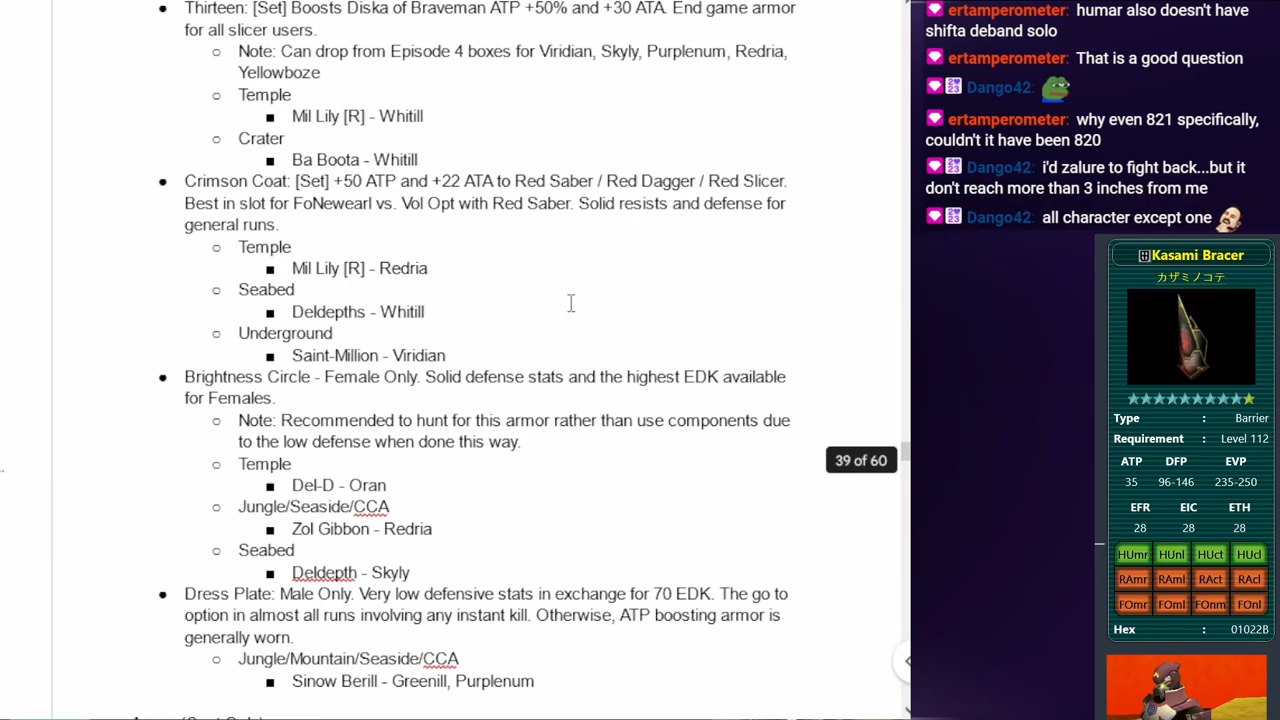 Thirteen: [Set] Boosts Diska of Braveman ATP +50% and +30 ATA. End game armor
for all slicer users.
Note: Can drop from Episode 4 boxes for Viridian, Skyly, Purplenum, Redria,
Yellowboze
Temple
Mil Lily [R] - Whitill
Crater
Ba Boota - Whitill
Crimson Coat: [Set] +50 ATP and +22 ATA to Red Saber / Red Dagger / Red Slicer.
Best in slot for FoNewearl vs. Vol Opt with Red Saber. Solid resists and defense for
general runs.
Temple
Mil Lily [R] - Redria
Seabed
Deldepths - Whitill
Underground
Saint-Million - Viridian
Brightness Circle - Female Only. Solid defense stats and the highest EDK available
for Females.
Note: Recommended to hunt for this armor rather than use components due
to the low defense when done this way.
Temple
Del-D - Oran
Jungle/Seaside/CCA
Zol Gibbon - Redria
Seabed
Deldepth - Skyly
Dress Plate: Male Only. Very low defensive stats in exchange for 70 EDK. The go to
option in almost all runs involving any instant kill. Otherwise, ATP boosting armor is
generally worn.
Jungle/Mountain/Seaside/CCA
Sinow Berill - Greenill, Purplenum
39 of 60
ertamperometer: humar also doesn't have
shifta deband solo
ertamperometer: That is a good question
Dango42:
ertamperometer: why even 821 specifically,
couldn't it have been 820
Dango42: i'd zalure to fight back...but it
don't reach more than 3 inches from me
Dango42: all character except one
Kasami Bracer
カザミノコテ
Type : Barrier
Requirement : Level 112
ATP DFP EVP
35 96-146 235-250
EFR EIC ETH
28 28 28
HUmr HUnl HUct HUcl
RAmr RAml RAct RAcl
FOmr FOml FOnm FOnl
Hex : 01022B